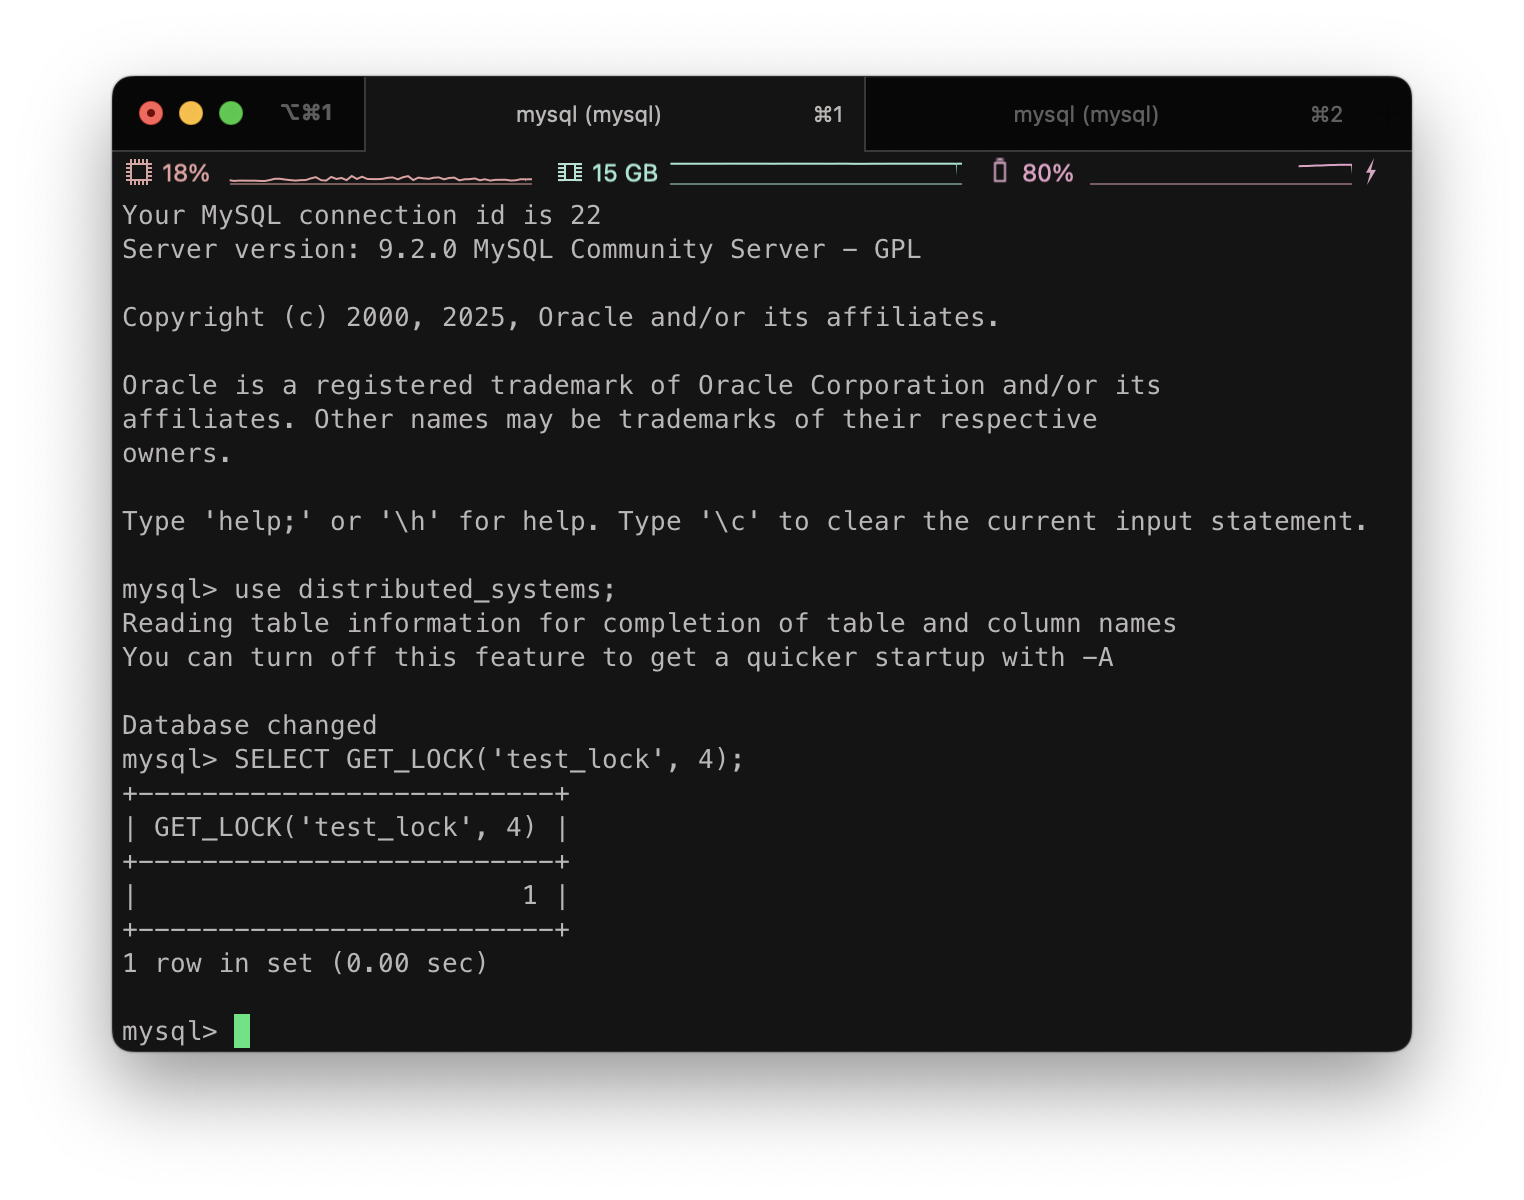 ⌥⌘1 mysql (mysql) ⌘1 mysql (mysql) ⌘2
18% 15 GB 80%
Your MySQL connection id is 22
Server version: 9.2.0 MySQL Community Server - GPL
Copyright (c) 2000, 2025, Oracle and/or its affiliates.
Oracle is a registered trademark of Oracle Corporation and/or its
affiliates. Other names may be trademarks of their respective
owners.
Type 'help;' or '\h' for help. Type '\c' to clear the current input statement.
mysql> use distributed_systems;
Reading table information for completion of table and column names
You can turn off this feature to get a quicker startup with -A
Database changed
mysql> SELECT GET_LOCK('test_lock', 4);
+--------------------------+
| GET_LOCK('test_lock', 4) |
+--------------------------+
|                        1 |
+--------------------------+
1 row in set (0.00 sec)
mysql>